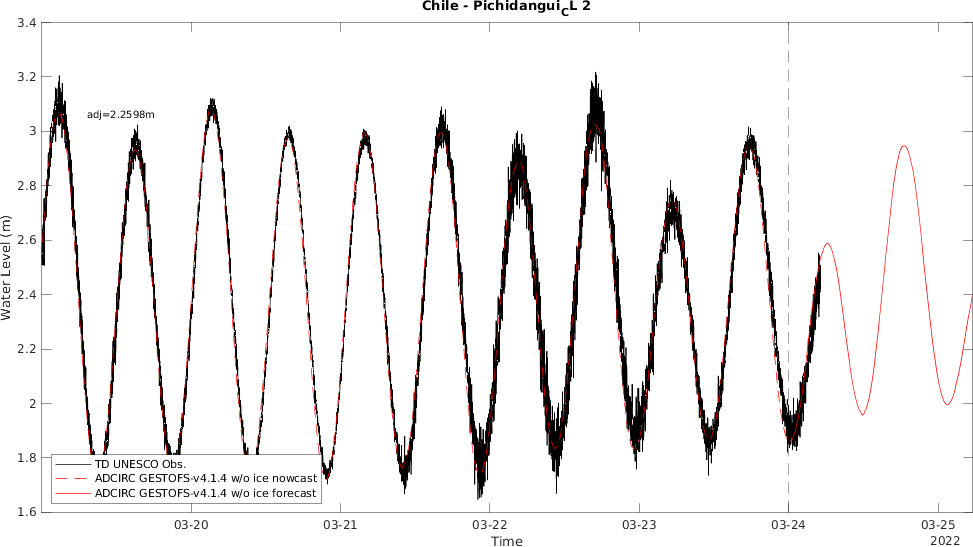 Chile - Pichidangui_CL 2
3.4
3.2
3
2.8
2.6
2.4
2.2
2
1.8
1.6
Water Level (m)
adj=2.2598m
TD UNESCO Obs.
ADCIRC GESTOFS-v4.1.4 w/o ice nowcast
ADCIRC GESTOFS-v4.1.4 w/o ice forecast
03-20
03-21
03-22
03-23
03-24
03-25
Time
2022